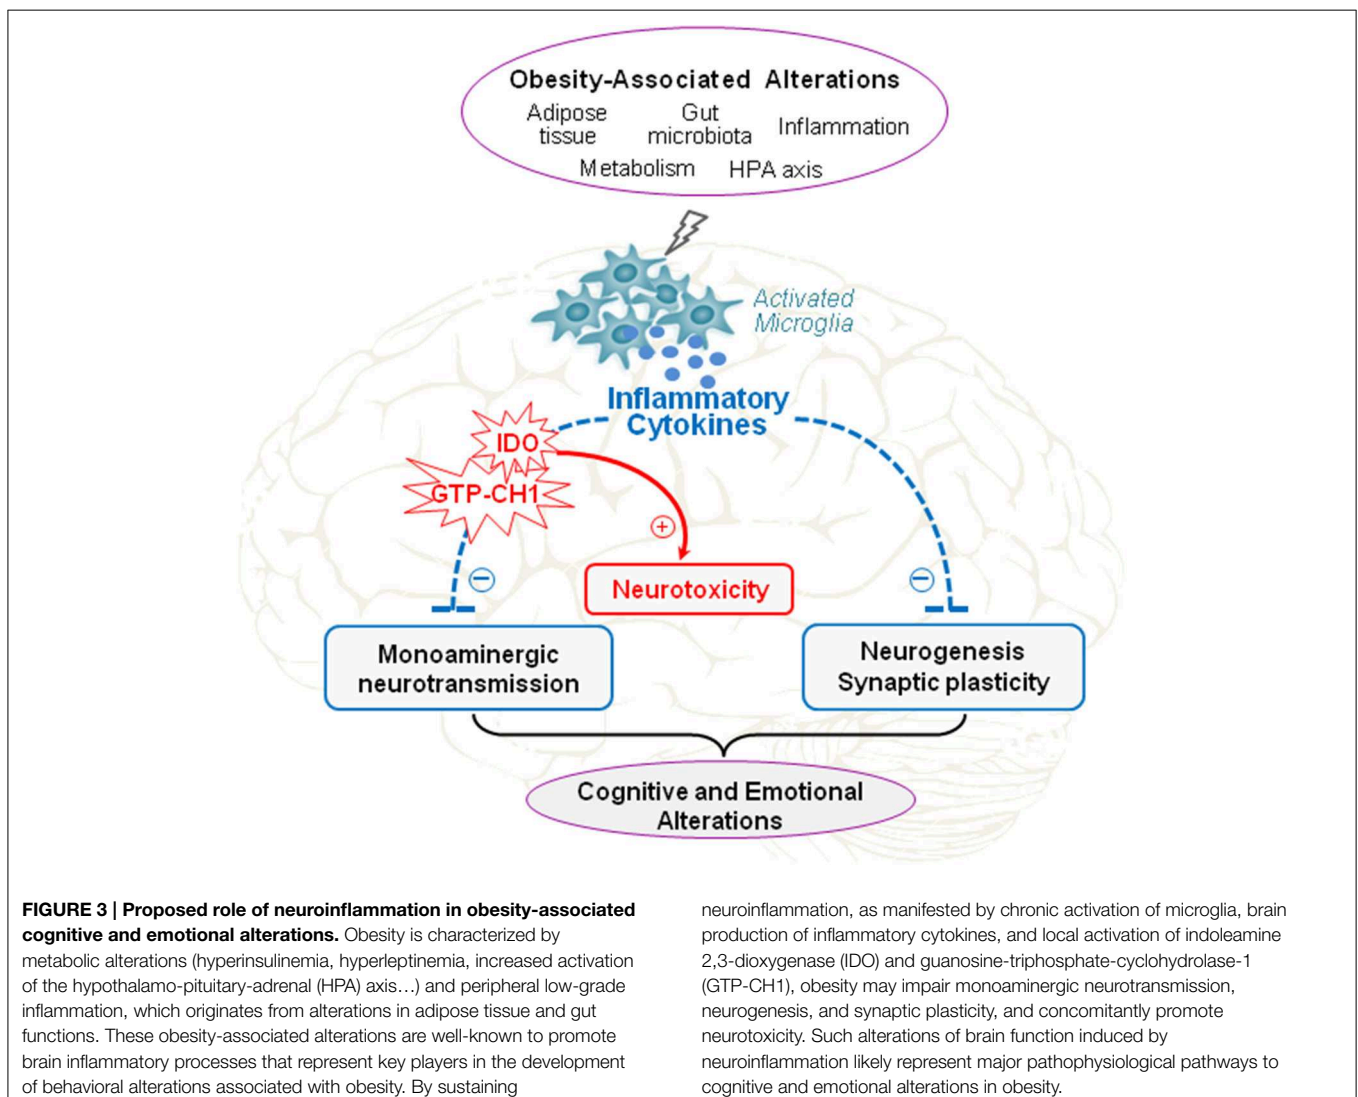 Obesity-Associated Alterations
Adipose
tissue
Gut
microbiota
Inflammation
Metabolism
HPA axis
Activated
Microglia
Inflammatory
Cytokines
IDO
GTP-CH1
+
−
−
Neurotoxicity
Monoaminergic
neurotransmission
Neurogenesis
Synaptic plasticity
Cognitive and Emotional
Alterations
FIGURE 3 | Proposed role of neuroinflammation in obesity-associated
cognitive and emotional alterations. Obesity is characterized by
metabolic alterations (hyperinsulinemia, hyperleptinemia, increased activation
of the hypothalamo-pituitary-adrenal (HPA) axis…) and peripheral low-grade
inflammation, which originates from alterations in adipose tissue and gut
functions. These obesity-associated alterations are well-known to promote
brain inflammatory processes that represent key players in the development
of behavioral alterations associated with obesity. By sustaining
neuroinflammation, as manifested by chronic activation of microglia, brain
production of inflammatory cytokines, and local activation of indoleamine
2,3-dioxygenase (IDO) and guanosine-triphosphate-cyclohydrolase-1
(GTP-CH1), obesity may impair monoaminergic neurotransmission,
neurogenesis, and synaptic plasticity, and concomitantly promote
neurotoxicity. Such alterations of brain function induced by
neuroinflammation likely represent major pathophysiological pathways to
cognitive and emotional alterations in obesity.